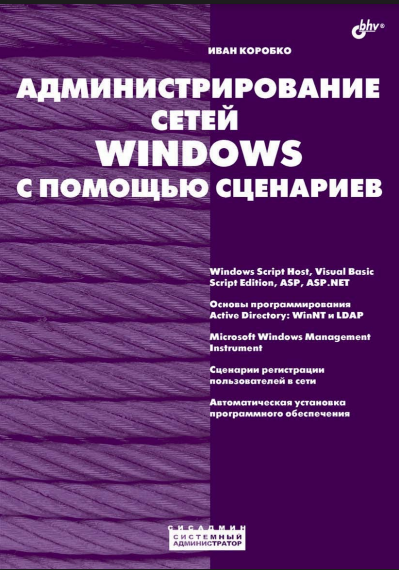 bhv®
ИВАН КОРОБКО
АДМИНИСТРИРОВАНИЕ
СЕТЕЙ
WINDOWS
С ПОМОЩЬЮ СЦЕНАРИЕВ
Windows Script Host, Visual Basic
Script Edition, ASP, ASP.NET
Основы программирования
Active Directory: WinNT и LDAP
Microsoft Windows Management
Instrument
Сценарии регистрации
пользователей в сети
Автоматическая установка
программного обеспечения
СИСАДМИН
СИСТЕМНЫЙ
АДМИНИСТРАТОР